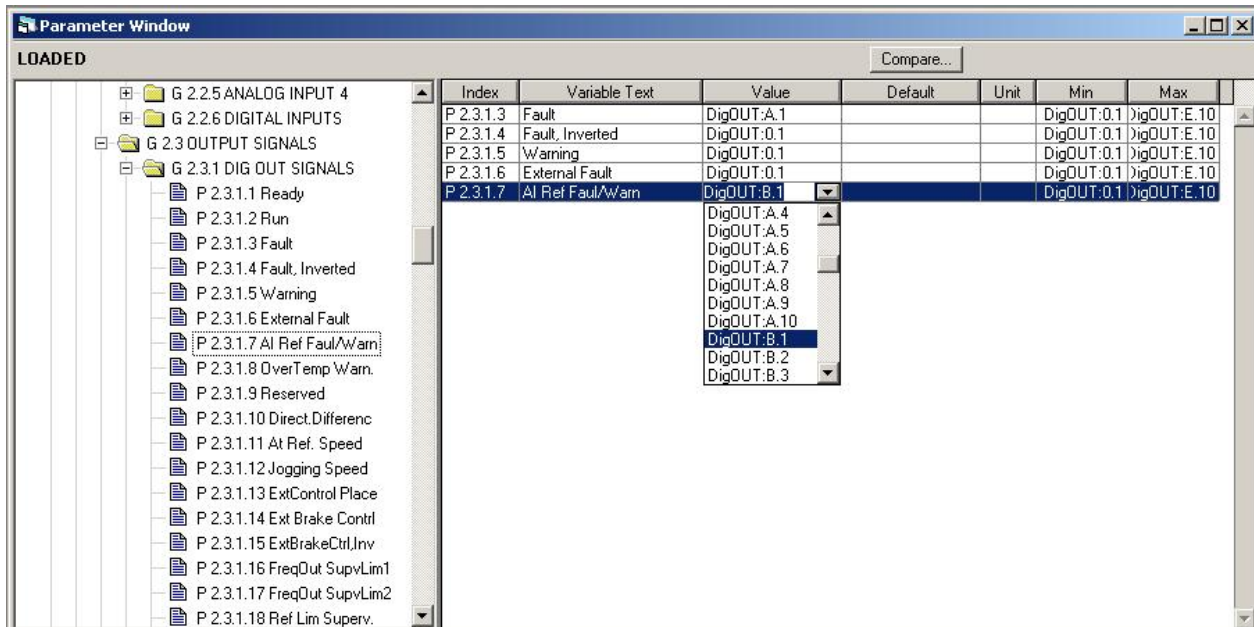 Parameter Window
LOADED
Compare...
G 2.2.5 ANALOG INPUT 4
G 2.2.6 DIGITAL INPUTS
G 2.3 OUTPUT SIGNALS
G 2.3.1 DIG OUT SIGNALS
P 2.3.1.1 Ready
P 2.3.1.2 Run
P 2.3.1.3 Fault
P 2.3.1.4 Fault, Inverted
P 2.3.1.5 Warning
P 2.3.1.6 External Fault
P 2.3.1.7 AI Ref Faul/Warn
P 2.3.1.8 OverTemp Warn.
P 2.3.1.9 Reserved
P 2.3.1.10 Direct.Differenc
P 2.3.1.11 At Ref. Speed
P 2.3.1.12 Jogging Speed
P 2.3.1.13 ExtControl Place
P 2.3.1.14 Ext Brake Contrl
P 2.3.1.15 ExtBrakeCtrl,Inv
P 2.3.1.16 FreqOut SupvLim1
P 2.3.1.17 FreqOut SupvLim2
P 2.3.1.18 Ref Lim Superv.
Index Variable Text Value Default Unit Min Max
P 2.3.1.3 Fault DigOUT:A.1 DigOUT:0.1 DigOUT:E.10
P 2.3.1.4 Fault, Inverted DigOUT:0.1 DigOUT:0.1 DigOUT:E.10
P 2.3.1.5 Warning DigOUT:0.1 DigOUT:0.1 DigOUT:E.10
P 2.3.1.6 External Fault DigOUT:0.1 DigOUT:0.1 DigOUT:E.10
P 2.3.1.7 AI Ref Faul/Warn DigOUT:B.1 DigOUT:0.1 DigOUT:E.10
DigOUT:A.4
DigOUT:A.5
DigOUT:A.6
DigOUT:A.7
DigOUT:A.8
DigOUT:A.9
DigOUT:A.10
DigOUT:B.1
DigOUT:B.2
DigOUT:B.3